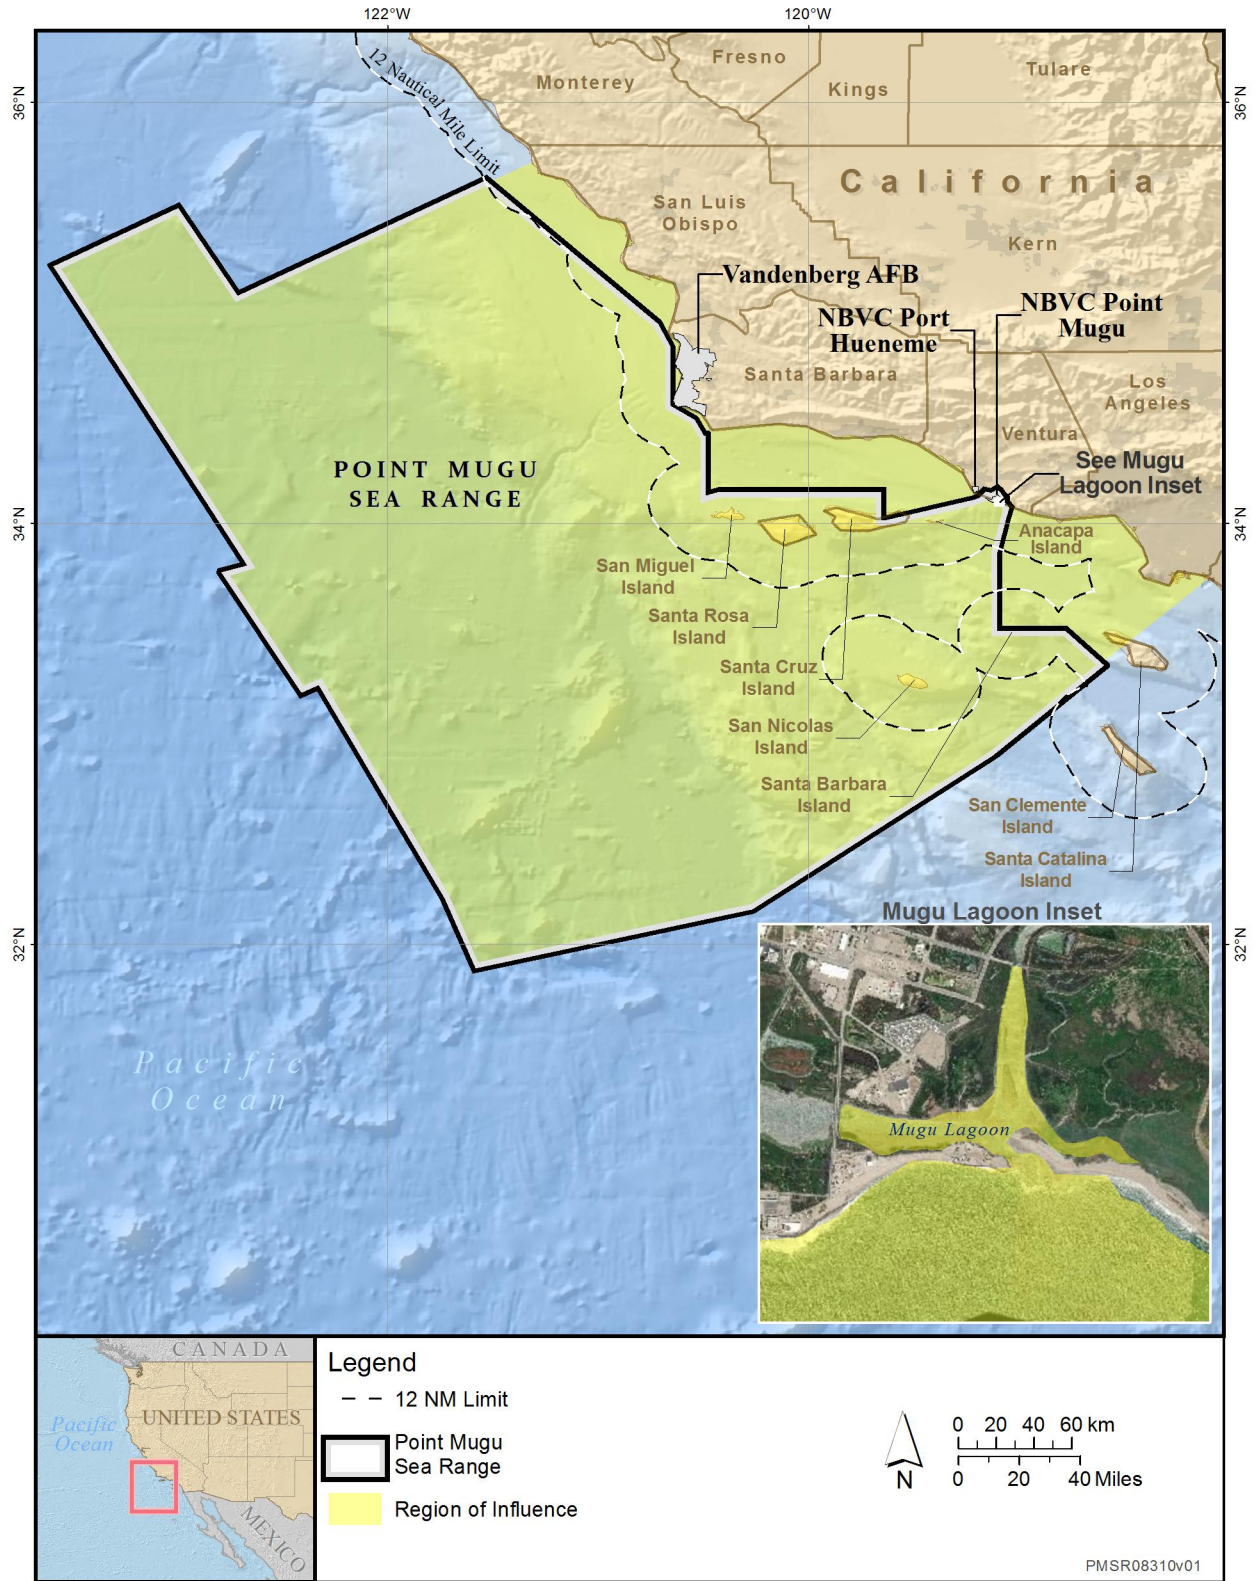 122°W
120°W
36°N
36°N
12 Nautical Mile Limit
Monterey
Fresno
Kings
Tulare
California
San Luis
Obispo
Kern
Vandenberg AFB
NBVC Port
Hueneme
NBVC Point
Mugu
Santa Barbara
Los
Angeles
Ventura
See Mugu
Lagoon Inset
POINT MUGU
SEA RANGE
34°N
34°N
Anacapa
Island
San Miguel
Island
Santa Rosa
Island
Santa Cruz
Island
San Nicolas
Island
Santa Barbara
Island
San Clemente
Island
Santa Catalina
Island
Mugu Lagoon Inset
32°N
32°N
Pacific
Ocean
Mugu Lagoon
CANADA
UNITED STATES
Pacific
Ocean
MEXICO
Legend
12 NM Limit
Point Mugu
Sea Range
Region of Influence
N
0 20 40 60 km
0 20 40 Miles
PMSR08310v01